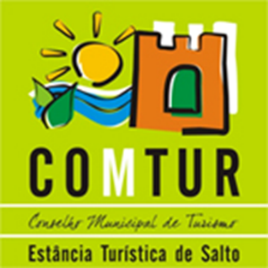 COMTUR
Conselho Municipal de Turismo
Estância Turística de Salto